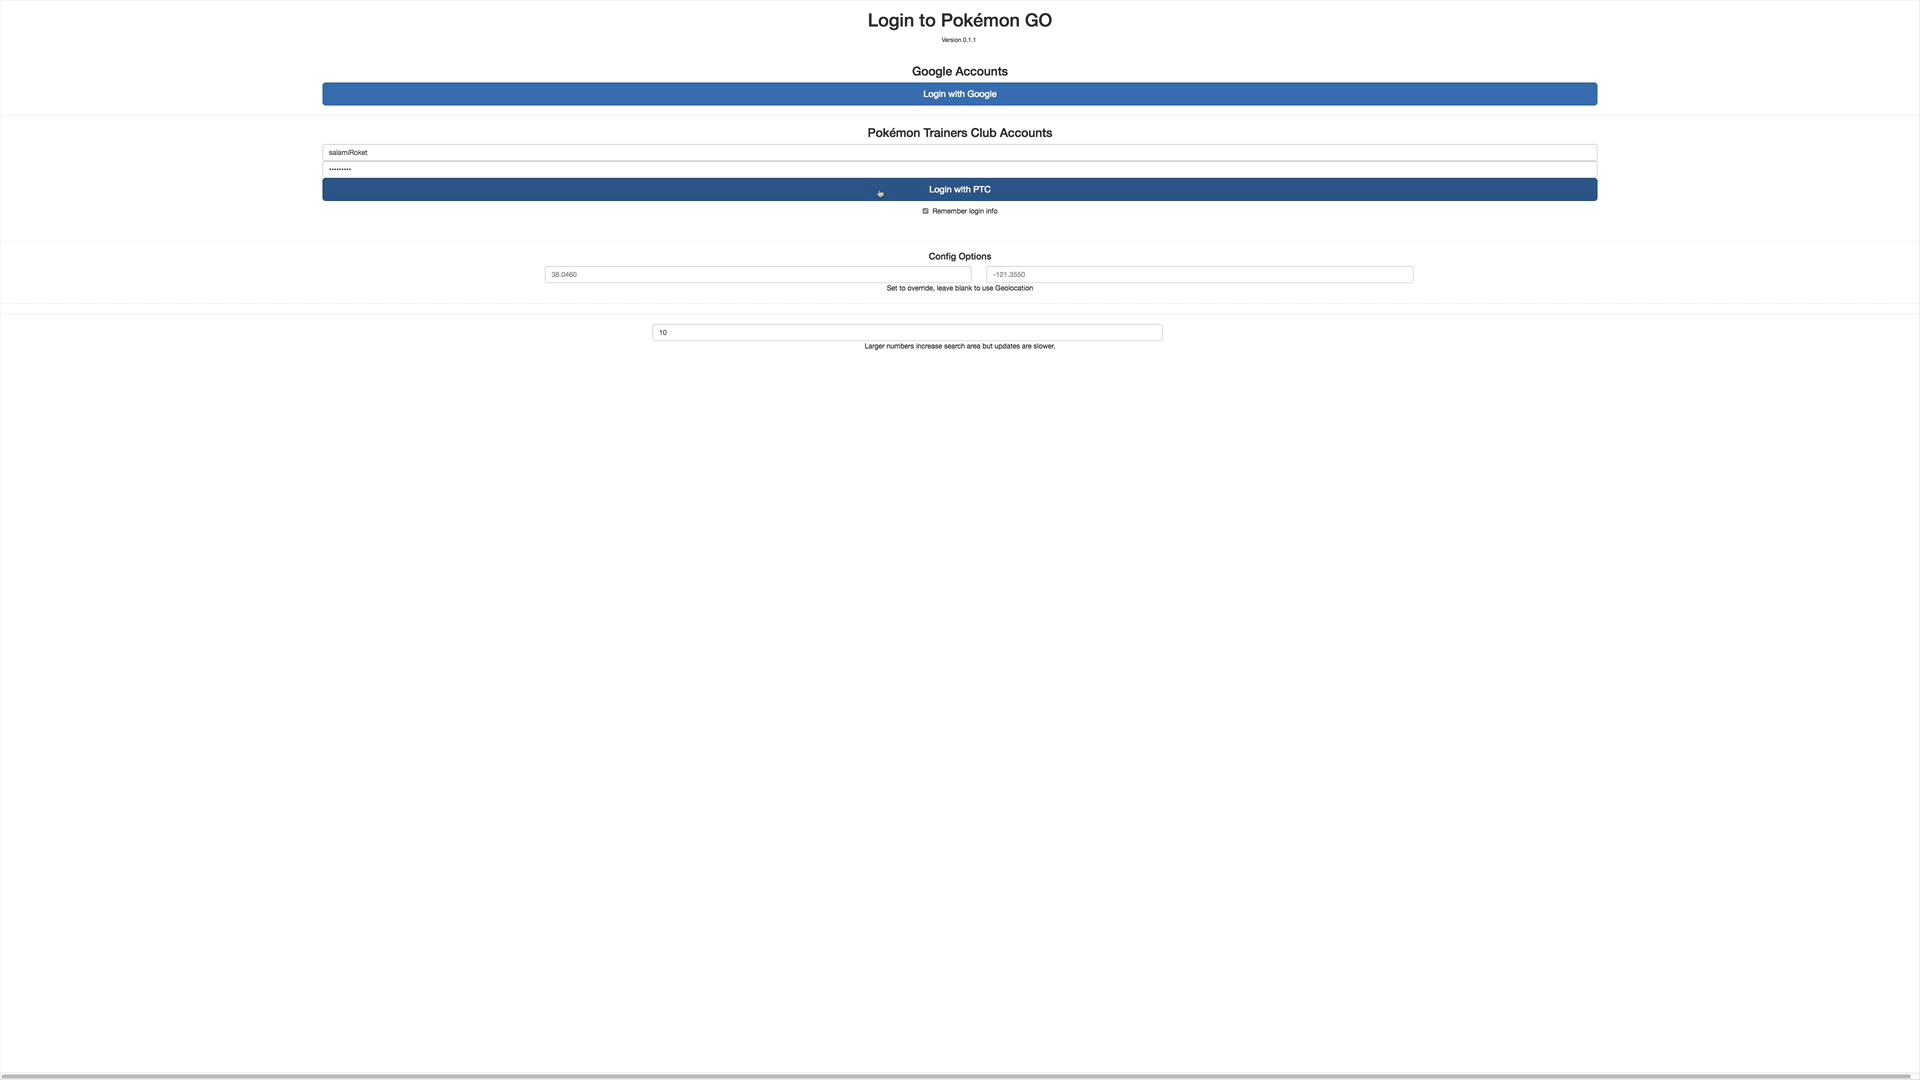 Login to Pokémon GO
Version 0.1.1
Google Accounts
Login with Google
Pokémon Trainers Club Accounts
salamiRoket
•••••••••
Login with PTC
Remember login info
Config Options
38.0460 -121.3550
Set to override, leave blank to use Geolocation
10
Larger numbers increase search area but updates are slower.